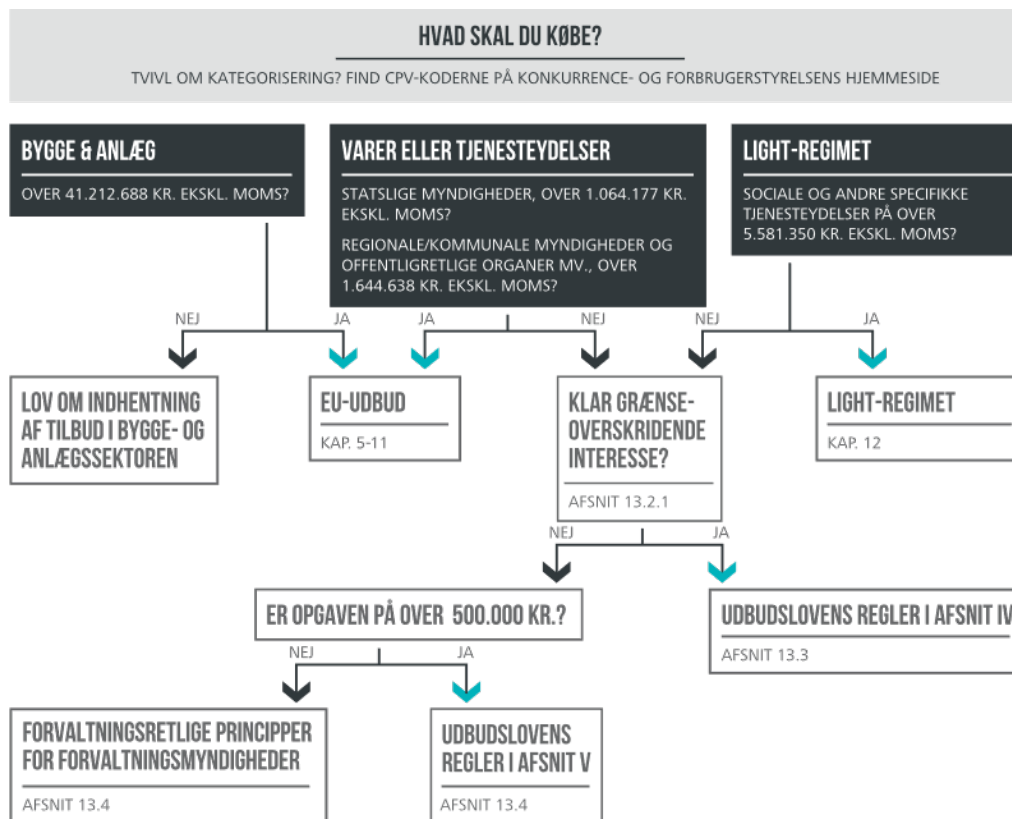 HVAD SKAL DU KØBE?
TVIVL OM KATEGORISERING? FIND CPV-KODERNE PÅ KONKURRENCE- OG FORBRUGERSTYRELSENS HJEMMESIDE
BYGGE & ANLÆG
OVER 41.212.688 KR. EKSKL. MOMS?
VARER ELLER TJENESTEYDELSER
STATSLIGE MYNDIGHEDER, OVER 1.064.177 KR.
EKSKL. MOMS?
REGIONALE/KOMMUNALE MYNDIGHEDER OG
OFFENTLIGRETLIGE ORGANER MV., OVER
1.644.638 KR. EKSKL. MOMS?
LIGHT-REGIMET
SOCIALE OG ANDRE SPECIFIKKE
TJENESTEYDELSER PÅ OVER
5.581.350 KR. EKSKL. MOMS?
NEJ
JA
JA
NEJ
NEJ
JA
LOV OM INDHENTNING
AF TILBUD I BYGGE- OG
ANLÆGSSEKTOREN
EU-UDBUD
KAP. 5-11
KLAR GRÆNSE-
OVERSKRIDENDE
INTERESSE?
AFSNIT 13.2.1
LIGHT-REGIMET
KAP. 12
NEJ
JA
ER OPGAVEN PÅ OVER 500.000 KR.?
UDBUDSLOVENS REGLER I AFSNIT IV
AFSNIT 13.3
NEJ
JA
FORVALTNINGSRETLIGE PRINCIPPER
FOR FORVALTNINGSMYNDIGHEDER
AFSNIT 13.4
UDBUDSLOVENS
REGLER I AFSNIT V
AFSNIT 13.4